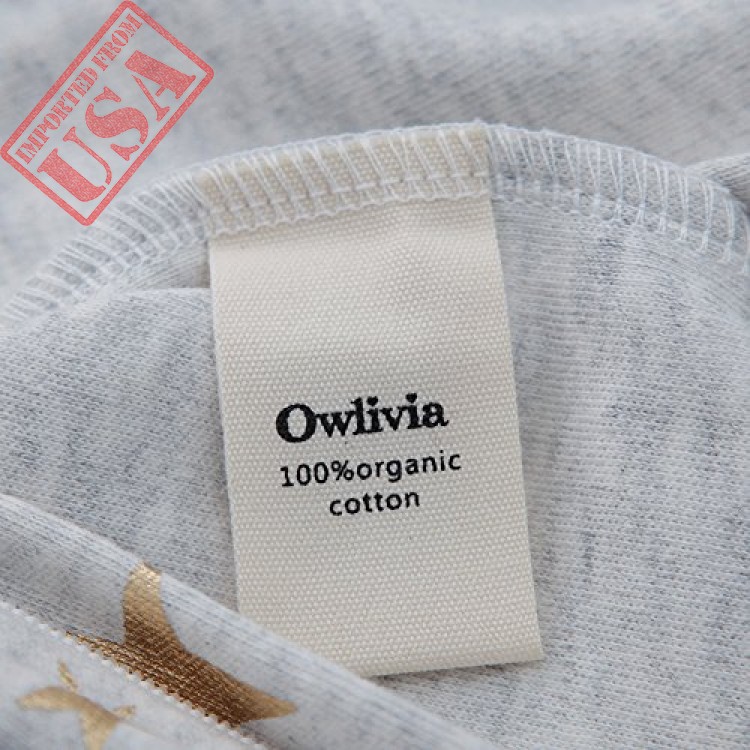 IMPORTED FROM
USA
Owlivia
100%organic
cotton